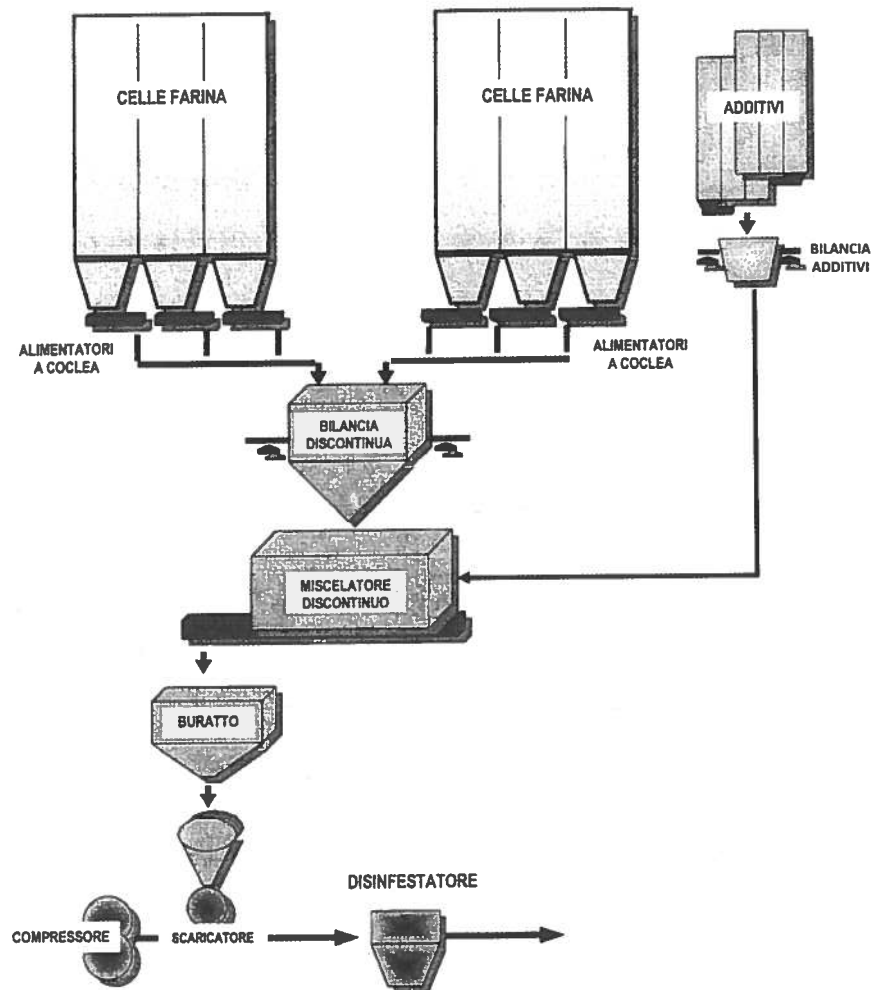 CELLE FARINA
CELLE FARINA
ADDITIVI
BILANCIA
ADDITIVI
ALIMENTATORI
A COCLEA
ALIMENTATORI
A COCLEA
BILANCIA
DISCONTINUA
MISCELATORE
DISCONTINUO
BURATTO
DISINFESTATORE
COMPRESSORE
SCARICATORE